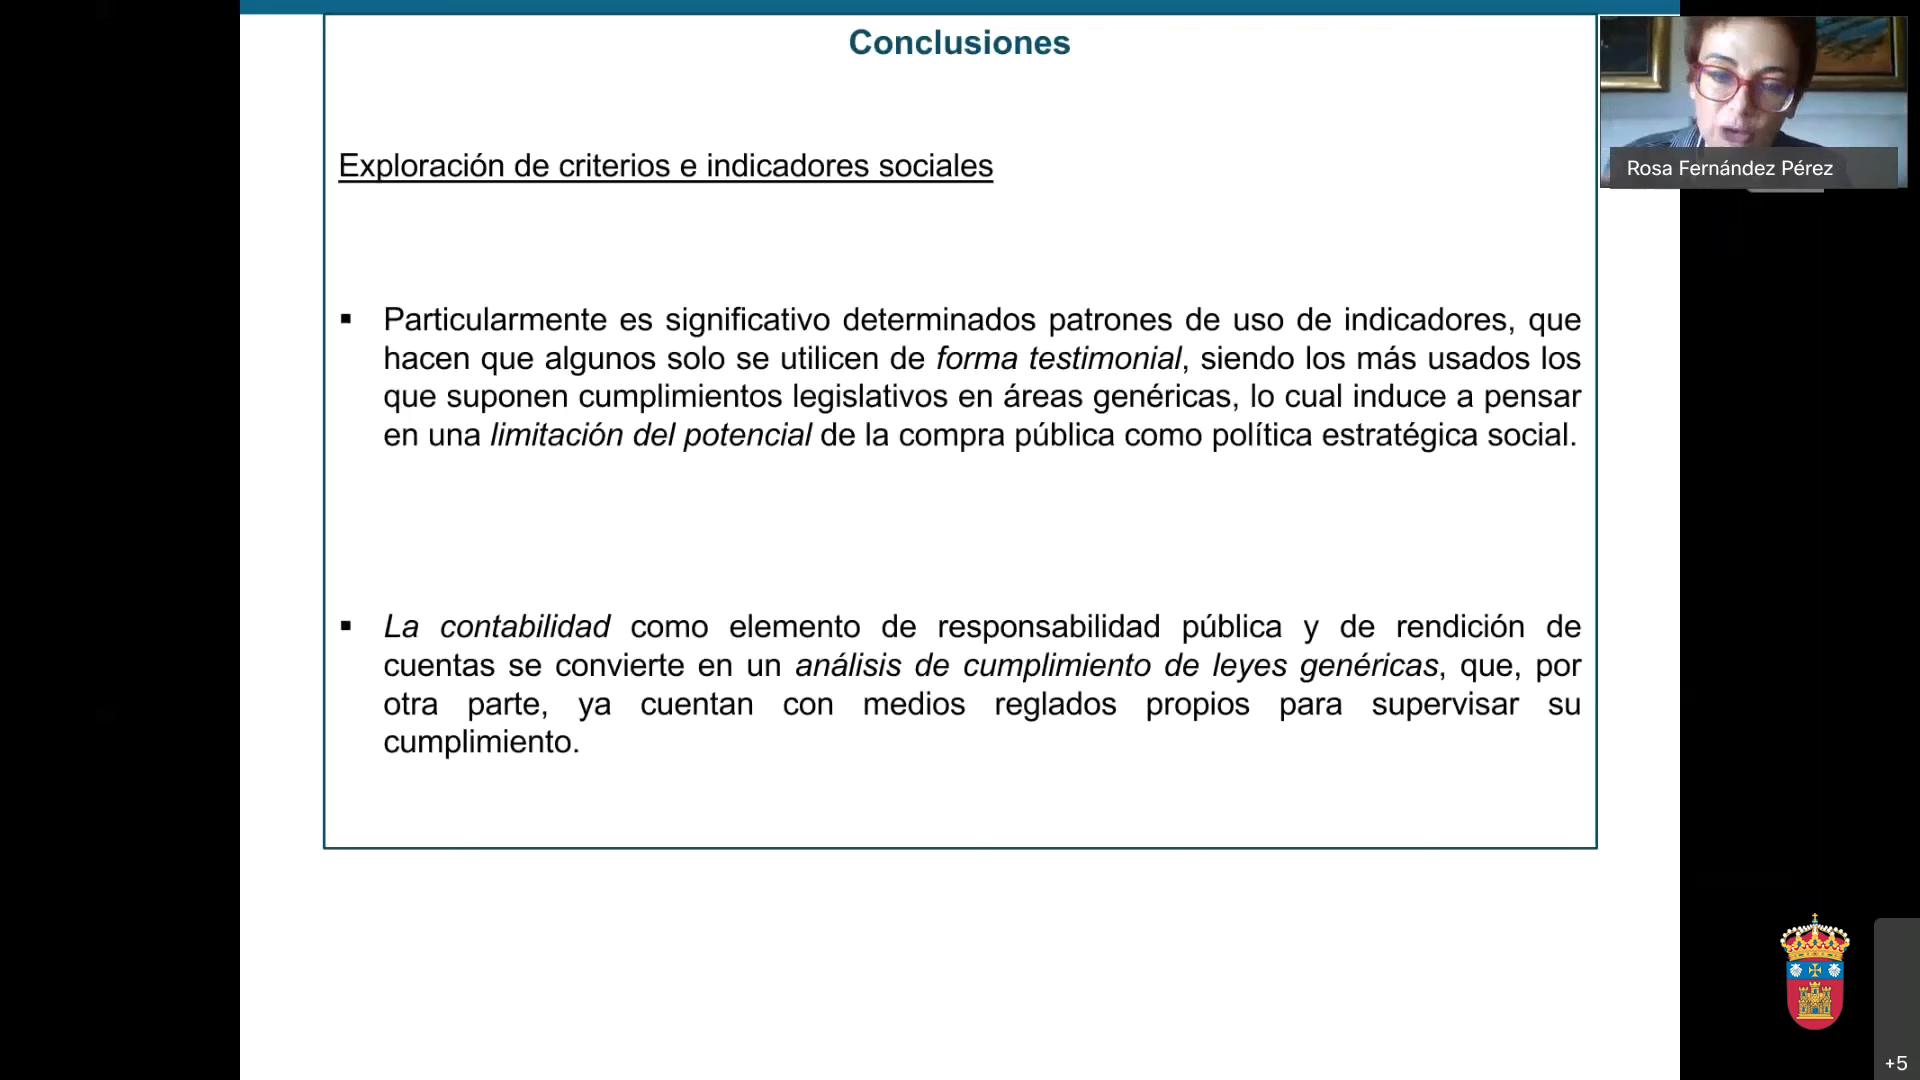 Conclusiones
Rosa Fernández Pérez
Exploración de criterios e indicadores sociales
▪ Particularmente es significativo determinados patrones de uso de indicadores, que
hacen que algunos solo se utilicen de forma testimonial, siendo los más usados los
que suponen cumplimientos legislativos en áreas genéricas, lo cual induce a pensar
en una limitación del potencial de la compra pública como política estratégica social.
▪ La contabilidad como elemento de responsabilidad pública y de rendición de
cuentas se convierte en un análisis de cumplimiento de leyes genéricas, que, por
otra parte, ya cuentan con medios reglados propios para supervisar su
cumplimiento.
+5